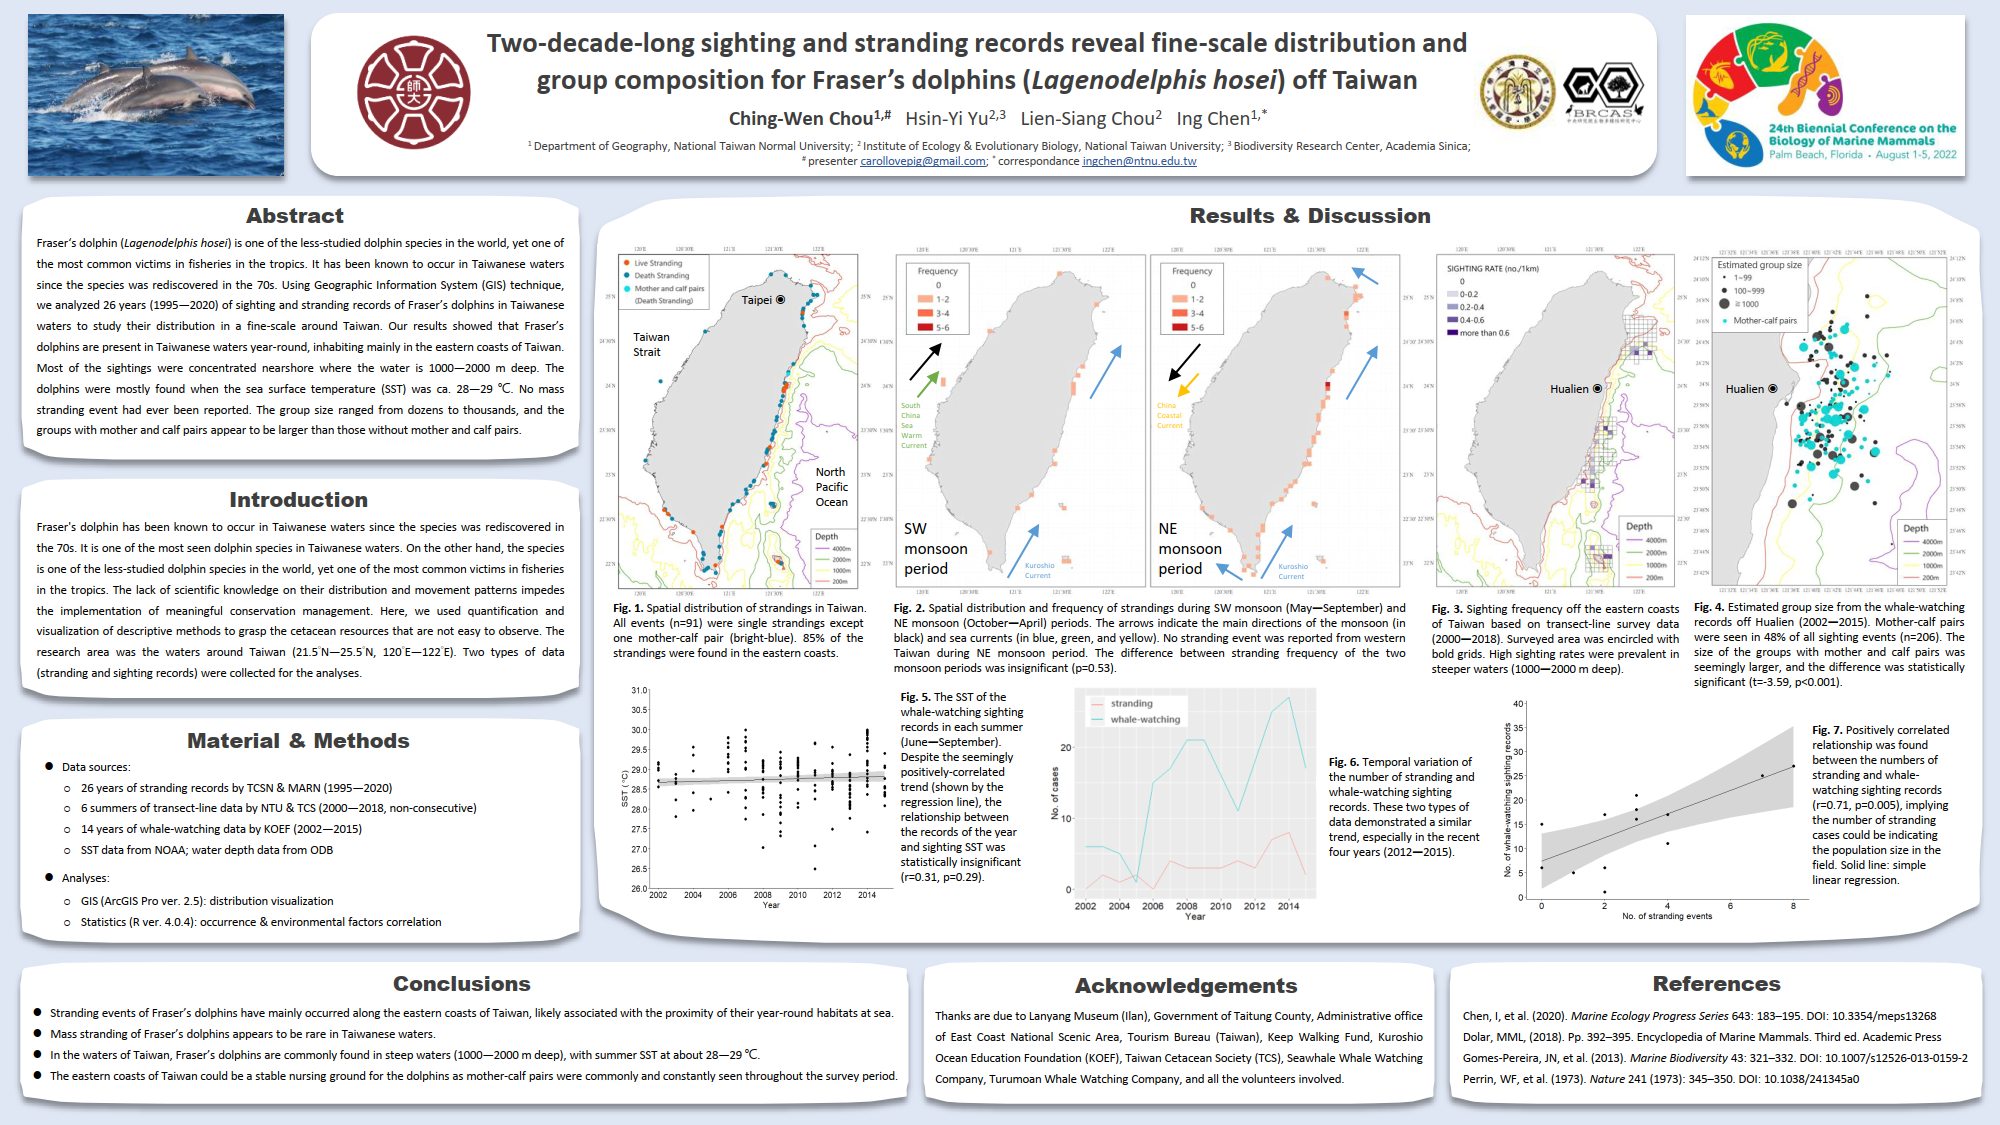 Two-decade-long sighting and stranding records reveal fine-scale distribution and
group composition for Fraser's dolphins (Lagenodelphis hosei) off Taiwan
Ching-Wen Chou1,# Hsin-Yi Yu2,3 Lien-Siang Chou2 Ing Chen1,*
1 Department of Geography, National Taiwan Normal University; 2 Institute of Ecology & Evolutionary Biology, National Taiwan University; 3 Biodiversity Research Center, Academia Sinica;
# presenter carollovepig@gmail.com; * correspondance ingchen@ntnu.edu.tw
師大
BRCAS
24th Biennial Conference on the
Biology of Marine Mammals
Palm Beach, Florida • August 1-5, 2022
Abstract
Fraser's dolphin (Lagenodelphis hosei) is one of the less-studied dolphin species in the world, yet one of
the most common victims in fisheries in the tropics. It has been known to occur in Taiwanese waters
since the species was rediscovered in the 70s. Using Geographic Information System (GIS) technique,
we analyzed 26 years (1995—2020) of sighting and stranding records of Fraser's dolphins in Taiwanese
waters to study their distribution in a fine-scale around Taiwan. Our results showed that Fraser's
dolphins are present in Taiwanese waters year-round, inhabiting mainly in the eastern coasts of Taiwan.
Most of the sightings were concentrated nearshore where the water is 1000—2000 m deep. The
dolphins were mostly found when the sea surface temperature (SST) was ca. 28—29 ℃. No mass
stranding event had ever been reported. The group size ranged from dozens to thousands, and the
groups with mother and calf pairs appear to be larger than those without mother and calf pairs.
Introduction
Fraser's dolphin has been known to occur in Taiwanese waters since the species was rediscovered in
the 70s. It is one of the most seen dolphin species in Taiwanese waters. On the other hand, the species
is one of the less-studied dolphin species in the world, yet one of the most common victims in fisheries
in the tropics. The lack of scientific knowledge on their distribution and movement patterns impedes
the implementation of meaningful conservation management. Here, we used quantification and
visualization of descriptive methods to grasp the cetacean resources that are not easy to observe. The
research area was the waters around Taiwan (21.5°N—25.5°N, 120°E—122°E). Two types of data
(stranding and sighting records) were collected for the analyses.
Material & Methods
● Data sources:
o 26 years of stranding records by TCSN & MARN (1995—2020)
o 6 summers of transect-line data by NTU & TCS (2000—2018, non-consecutive)
o 14 years of whale-watching data by KOEF (2002—2015)
o SST data from NOAA; water depth data from ODB
● Analyses:
o GIS (ArcGIS Pro ver. 2.5): distribution visualization
o Statistics (R ver. 4.0.4): occurrence & environmental factors correlation
Results & Discussion
Live Stranding
Death Stranding
Mother and calf pairs
(Death Stranding)
Taipei
Taiwan
Strait
North
Pacific
Ocean
Depth
4000m
2000m
1000m
200m
Fig. 1. Spatial distribution of strandings in Taiwan.
All events (n=91) were single strandings except
one mother-calf pair (bright-blue). 85% of the
strandings were found in the eastern coasts.
Frequency
0
1-2
3-4
5-6
South
China
Sea
Warm
Current
SW
monsoon
period
Kuroshio
Current
Frequency
0
1-2
3-4
5-6
China
Coastal
Current
NE
monsoon
period
Kuroshio
Current
Fig. 2. Spatial distribution and frequency of strandings during SW monsoon (May—September) and
NE monsoon (October—April) periods. The arrows indicate the main directions of the monsoon (in
black) and sea currents (in blue, green, and yellow). No stranding event was reported from western
Taiwan during NE monsoon period. The difference between stranding frequency of the two
monsoon periods was insignificant (p=0.53).
SIGHTING RATE (no./1km)
0
0-0.2
0.2-0.4
0.4-0.6
more than 0.6
Hualien
Depth
4000m
2000m
1000m
200m
Fig. 3. Sighting frequency off the eastern coasts
of Taiwan based on transect-line survey data
(2000—2018). Surveyed area was encircled with
bold grids. High sighting rates were prevalent in
steeper waters (1000—2000 m deep).
Estimated group size
1~99
100~999
≧1000
Mother-calf pairs
Hualien
Depth
4000m
2000m
1000m
200m
Fig. 4. Estimated group size from the whale-watching
records off Hualien (2002—2015). Mother-calf pairs
were seen in 48% of all sighting events (n=206). The
size of the groups with mother and calf pairs was
seemingly larger, and the difference was statistically
significant (t=-3.59, p<0.001).
SST (°C)
31.0
30.5
30.0
29.5
29.0
28.5
28.0
27.5
27.0
26.5
26.0
2002 2004 2006 2008 2010 2012 2014
Year
Fig. 5. The SST of the
whale-watching sighting
records in each summer
(June—September).
Despite the seemingly
positively-correlated
trend (shown by the
regression line), the
relationship between
the records of the year
and sighting SST was
statistically insignificant
(r=0.31, p=0.29).
stranding
whale-watching
No. of cases
20
10
0
2002 2004 2006 2008 2010 2012 2014
Year
Fig. 6. Temporal variation of
the number of stranding and
whale-watching sighting
records. These two types of
data demonstrated a similar
trend, especially in the recent
four years (2012—2015).
No. of whale-watching sighting records
40
35
30
25
20
15
10
5
0
0 2 4 6 8
No. of stranding events
Fig. 7. Positively correlated
relationship was found
between the numbers of
stranding and whale-
watching sighting records
(r=0.71, p=0.005), implying
the number of stranding
cases could be indicating
the population size in the
field. Solid line: simple
linear regression.
Conclusions
● Stranding events of Fraser's dolphins have mainly occurred along the eastern coasts of Taiwan, likely associated with the proximity of their year-round habitats at sea.
● Mass stranding of Fraser's dolphins appears to be rare in Taiwanese waters.
● In the waters of Taiwan, Fraser's dolphins are commonly found in steep waters (1000—2000 m deep), with summer SST at about 28—29 ℃.
● The eastern coasts of Taiwan could be a stable nursing ground for the dolphins as mother-calf pairs were commonly and constantly seen throughout the survey period.
Acknowledgements
Thanks are due to Lanyang Museum (Ilan), Government of Taitung County, Administrative office
of East Coast National Scenic Area, Tourism Bureau (Taiwan), Keep Walking Fund, Kuroshio
Ocean Education Foundation (KOEF), Taiwan Cetacean Society (TCS), Seawhale Whale Watching
Company, Turumoan Whale Watching Company, and all the volunteers involved.
References
Chen, I, et al. (2020). Marine Ecology Progress Series 643: 183–195. DOI: 10.3354/meps13268
Dolar, MML, (2018). Pp. 392–395. Encyclopedia of Marine Mammals. Third ed. Academic Press
Gomes-Pereira, JN, et al. (2013). Marine Biodiversity 43: 321–332. DOI: 10.1007/s12526-013-0159-2
Perrin, WF, et al. (1973). Nature 241 (1973): 345–350. DOI: 10.1038/241345a0